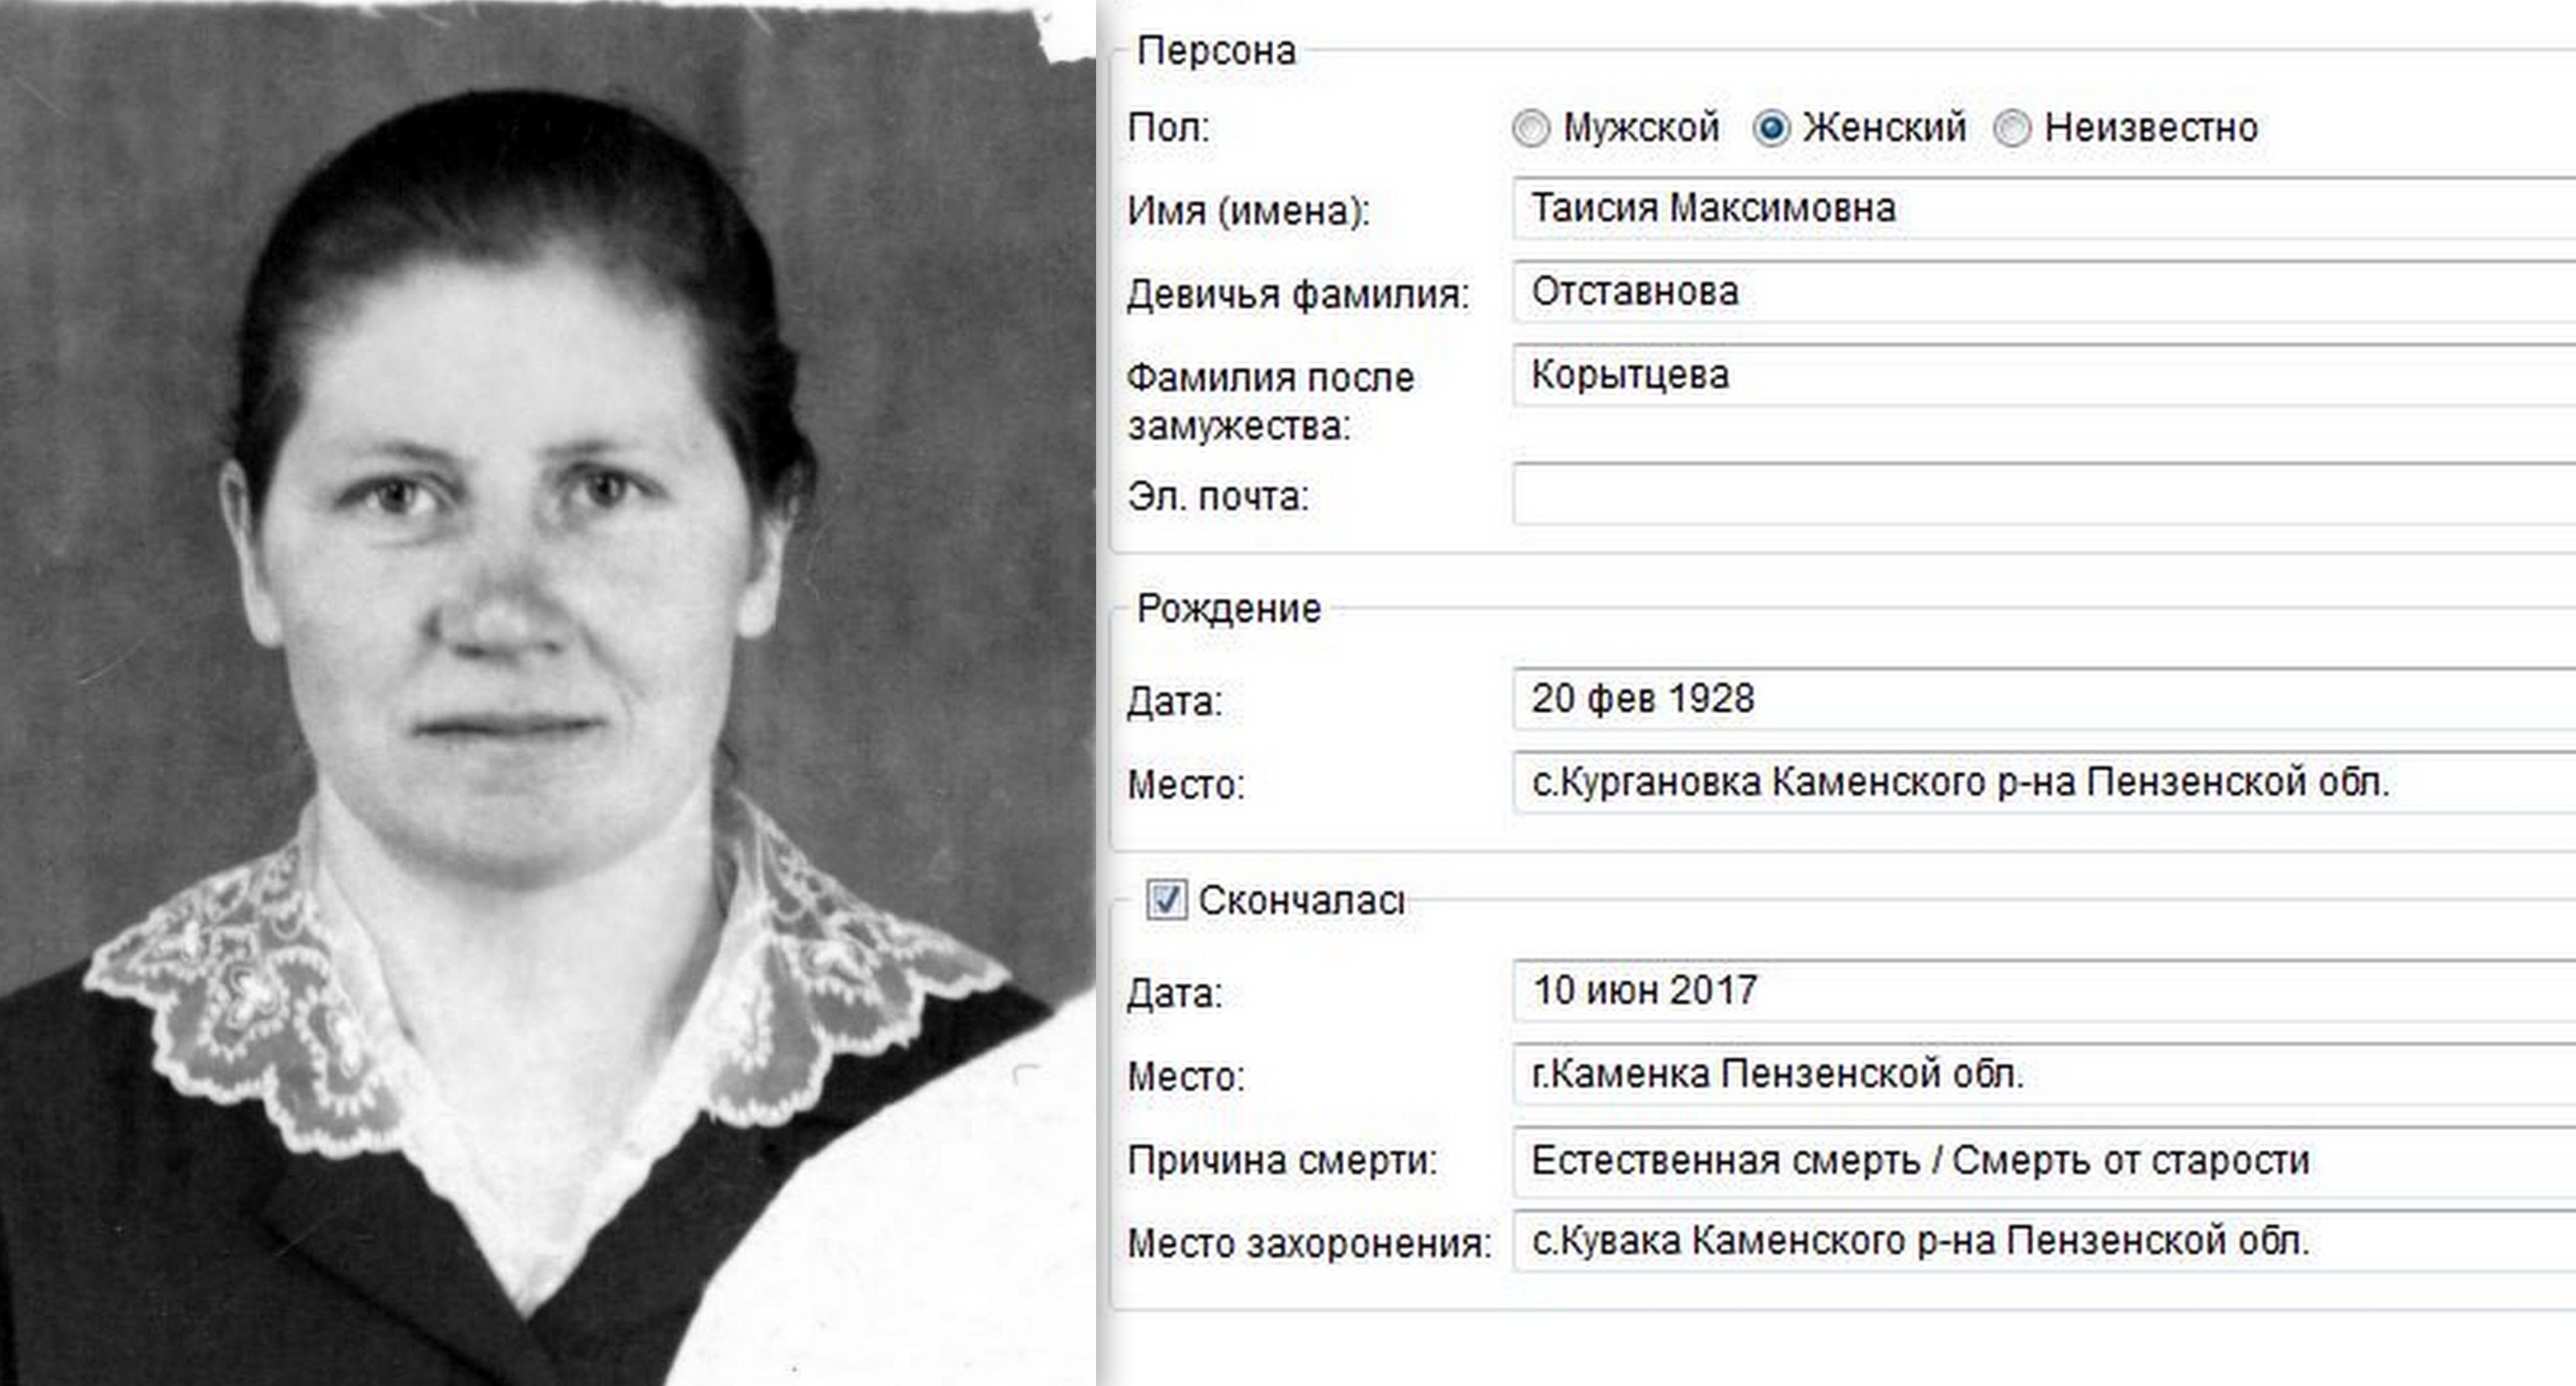 Персона
Пол: Мужской Женский Неизвестно
Имя (имена): Таисия Максимовна
Девичья фамилия: Отставнова
Фамилия после замужества: Корытцева
Эл. почта:
Рождение
Дата: 20 фев 1928
Место: с.Кургановка Каменского р-на Пензенской обл.
Скончалась
Дата: 10 июн 2017
Место: г.Каменка Пензенской обл.
Причина смерти: Естественная смерть / Смерть от старости
Место захоронения: с.Кувака Каменского р-на Пензенской обл.